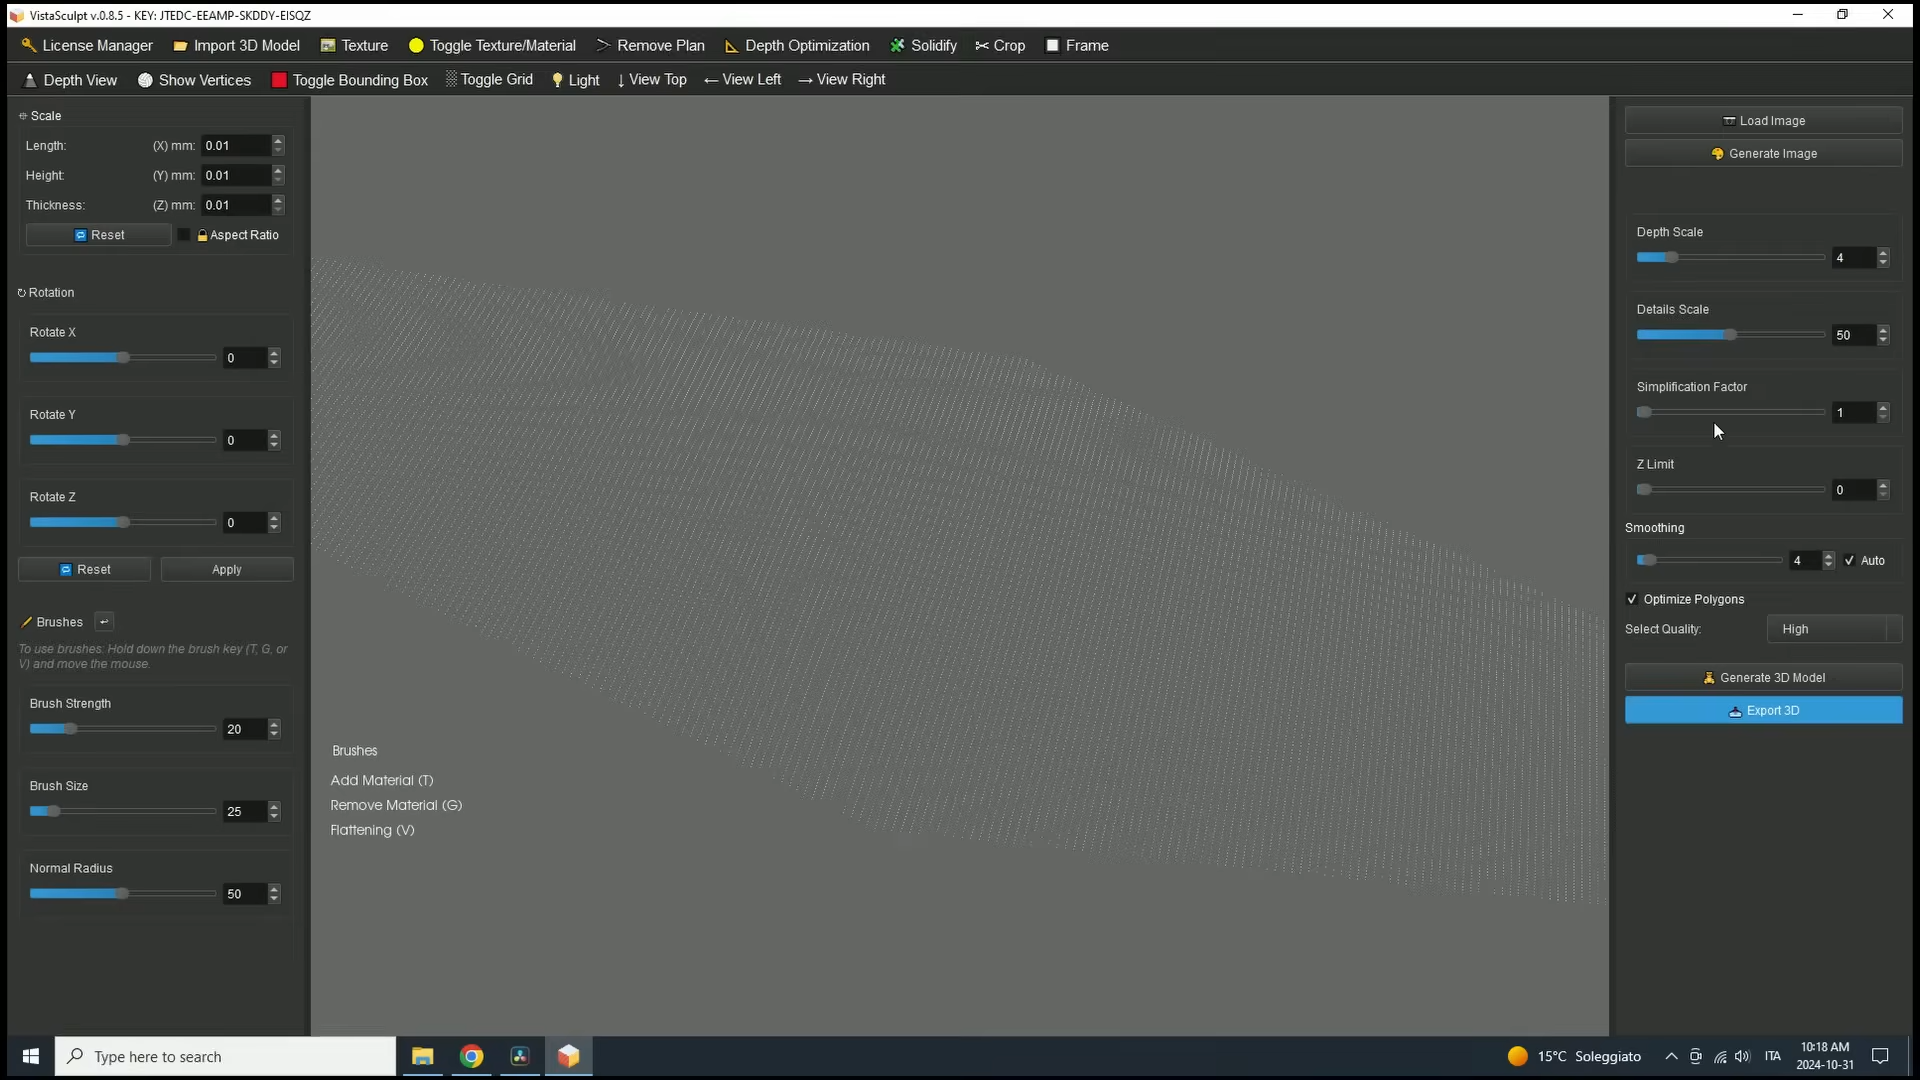 VistaSculpt v.0.8.5 - KEY: JTEDC-EEAMP-SKDDY-EISQZ
License Manager Import 3D Model Texture Toggle Texture/Material Remove Plan Depth Optimization Solidify Crop Frame
Depth View Show Vertices Toggle Bounding Box Toggle Grid Light ↓ View Top ← View Left → View Right
Scale
Length: (X) mm: 0.01
Height: (Y) mm: 0.01
Thickness: (Z) mm: 0.01
Reset Aspect Ratio
Rotation
Rotate X
0
Rotate Y
0
Rotate Z
0
Reset Apply
Brushes
To use brushes: Hold down the brush key (T, G, or
V) and move the mouse.
Brush Strength
20
Brush Size
25
Normal Radius
50
Brushes
Add Material (T)
Remove Material (G)
Flattening (V)
Load Image
Generate Image
Depth Scale
4
Details Scale
50
Simplification Factor
1
Z Limit
0
Smoothing
4 Auto
Optimize Polygons
Select Quality: High
Generate 3D Model
Export 3D
Type here to search
15°C Soleggiato ITA 10:18 AM
2024-10-31